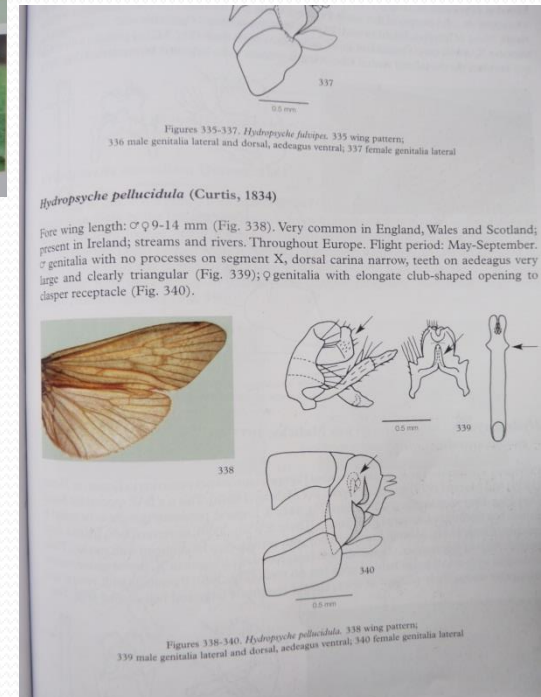 337
0.5 mm
Figures 335-337. Hydropsyche fulvipes. 335 wing pattern;
336 male genitalia lateral and dorsal, aedeagus ventral; 337 female genitalia lateral
Hydropsyche pellucidula (Curtis, 1834)
Fore wing length: ♂♀ 9-14 mm (Fig. 338). Very common in England, Wales and Scotland;
present in Ireland; streams and rivers. Throughout Europe. Flight period: May-September.
♂ genitalia with no processes on segment X, dorsal carina narrow, teeth on aedeagus very
large and clearly triangular (Fig. 339); ♀ genitalia with elongate club-shaped opening to
clasper receptacle (Fig. 340).
338
0.5 mm
339
340
0.5 mm
Figures 338-340. Hydropsyche pellucidula. 338 wing pattern;
339 male genitalia lateral and dorsal, aedeagus ventral; 340 female genitalia lateral